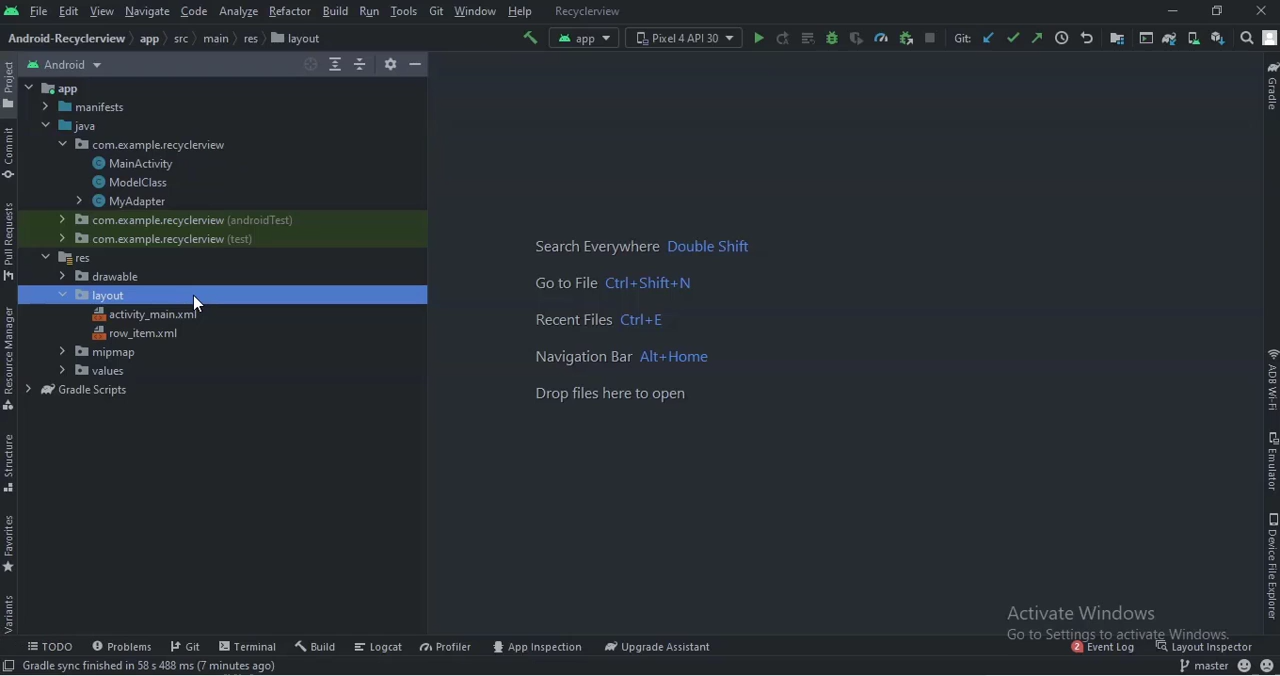 File Edit View Navigate Code Analyze Refactor Build Run Tools Git Window Help Recyclerview
Android-Recyclerview app src main res layout app Pixel 4 API 30 Git:
Android
app
manifests
java
com.example.recyclerview
MainActivity
ModelClass
MyAdapter
com.example.recyclerview (androidTest)
com.example.recyclerview (test)
res
drawable
layout
activity_main.xml
row_item.xml
mipmap
values
Gradle Scripts
Project
Commit
Pull Requests
Resource Manager
Structure
Favorites
Variants
Search Everywhere Double Shift
Go to File Ctrl+Shift+N
Recent Files Ctrl+E
Navigation Bar Alt+Home
Drop files here to open
Gradle
ADB Wi-Fi
Emulator
Device File Explorer
Activate Windows
Go to Settings to activate Windows.
TODO Problems Git Terminal Build Logcat Profiler App Inspection Upgrade Assistant 2 Event Log Layout Inspector
Gradle sync finished in 58 s 488 ms (7 minutes ago) master